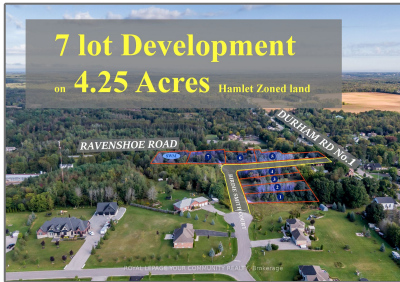 7 lot Development
on 4.25 Acres Hamlet Zoned land
RAVENSHOE ROAD
DURHAM RD No.1
ROYAL LEPAGE YOUR COMMUNITY REALTY, Brokerage